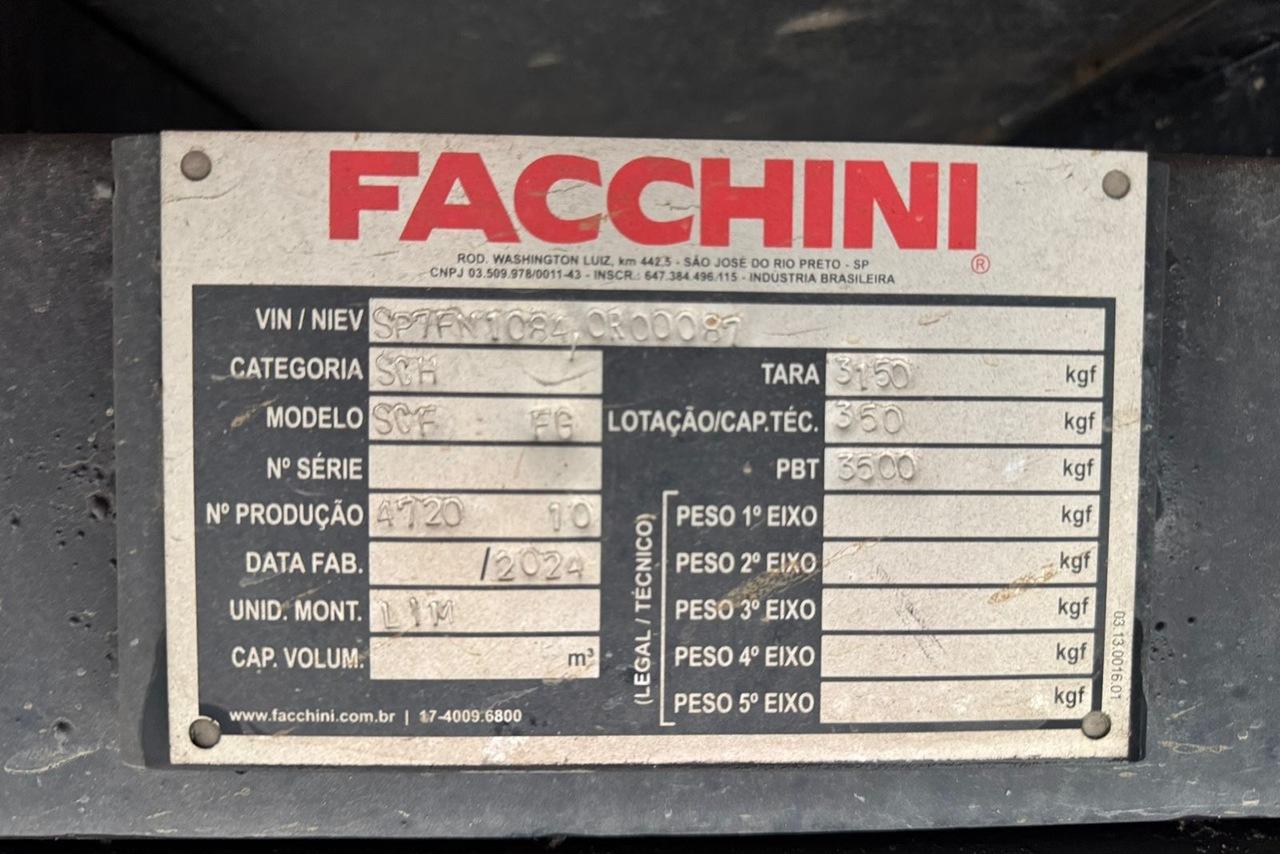 FACCHINI
®
ROD. WASHINGTON LUIZ, km 442,5 - SÃO JOSÉ DO RIO PRETO - SP
CNPJ 03.509.978/0011-43 - INSCR.: 647.384.496.115 - INDÚSTRIA BRASILEIRA
VIN / NIEV
CATEGORIA SCH
MODELO SCF FG
Nº SÉRIE
Nº PRODUÇÃO 4720 10
DATA FAB. /2024
UNID. MONT. LIM
CAP. VOLUM. m³
www.facchini.com.br | 17-4009.6800
TARA 3150 kgf
LOTAÇÃO/CAP.TÉC. 350 kgf
PBT 3500 kgf
(LEGAL / TÉCNICO)
PESO 1º EIXO kgf
PESO 2º EIXO kgf
PESO 3º EIXO kgf
PESO 4º EIXO kgf
PESO 5º EIXO kgf
03.13.0016.01